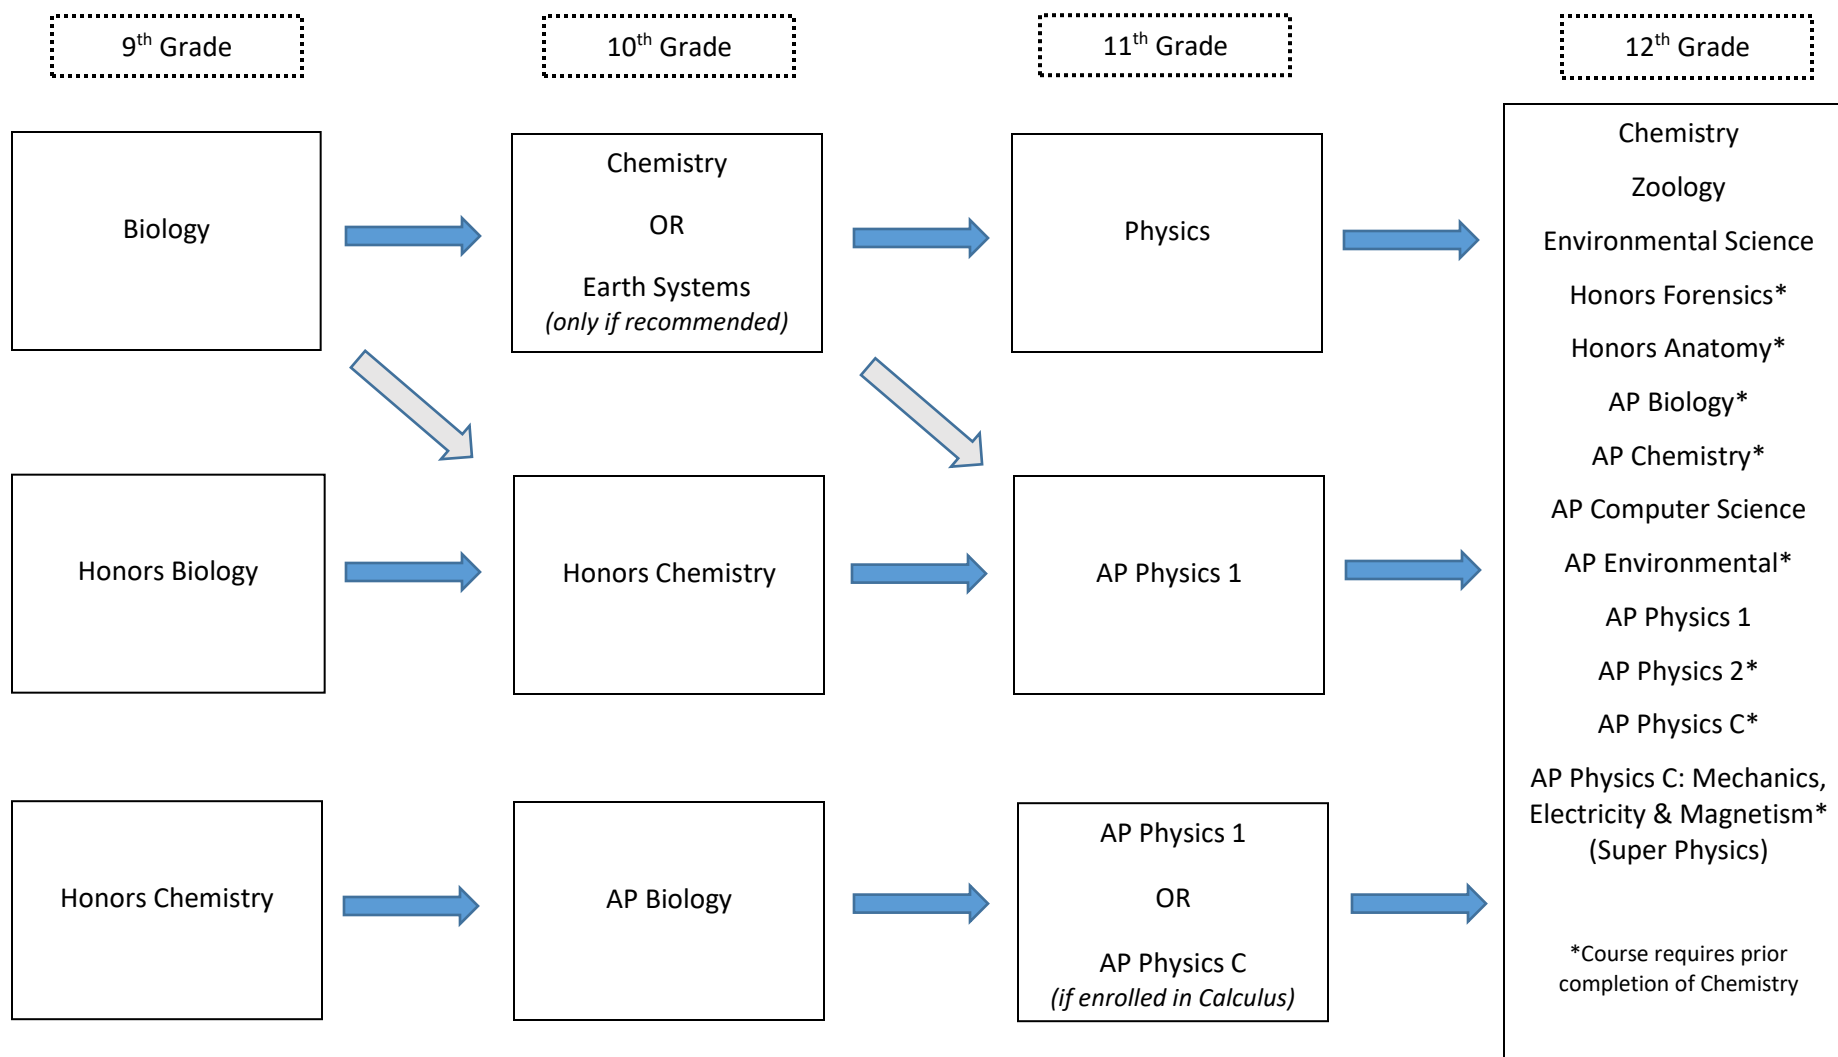 9th Grade
10th Grade
11th Grade
12th Grade
Biology
Chemistry
OR
Earth Systems
(only if recommended)
Physics
Honors Biology
Honors Chemistry
AP Physics 1
Honors Chemistry
AP Biology
AP Physics 1
OR
AP Physics C
(if enrolled in Calculus)
Chemistry
Zoology
Environmental Science
Honors Forensics*
Honors Anatomy*
AP Biology*
AP Chemistry*
AP Computer Science
AP Environmental*
AP Physics 1
AP Physics 2*
AP Physics C*
AP Physics C: Mechanics,
Electricity & Magnetism*
(Super Physics)
*Course requires prior
completion of Chemistry